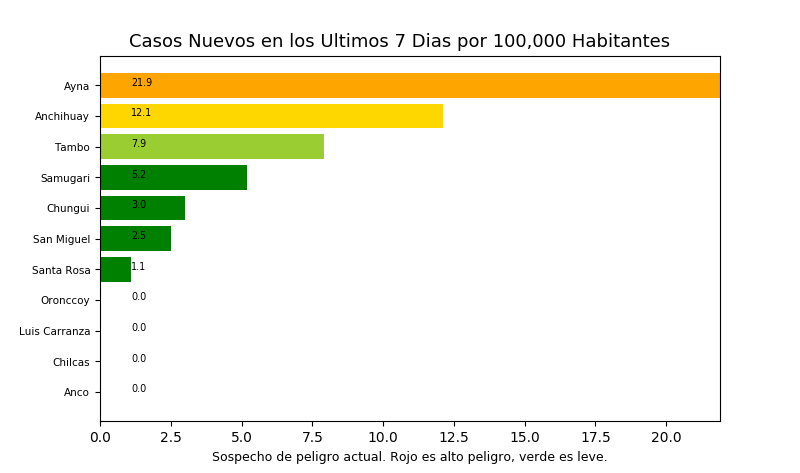 Casos Nuevos en los Ultimos 7 Dias por 100,000 Habitantes
Ayna 21.9
Anchihuay 12.1
Tambo 7.9
Samugari 5.2
Chungui 3.0
San Miguel 2.5
Santa Rosa 1.1
Oronccoy 0.0
Luis Carranza 0.0
Chilcas 0.0
Anco 0.0
0.0 2.5 5.0 7.5 10.0 12.5 15.0 17.5 20.0
Sospecho de peligro actual. Rojo es alto peligro, verde es leve.